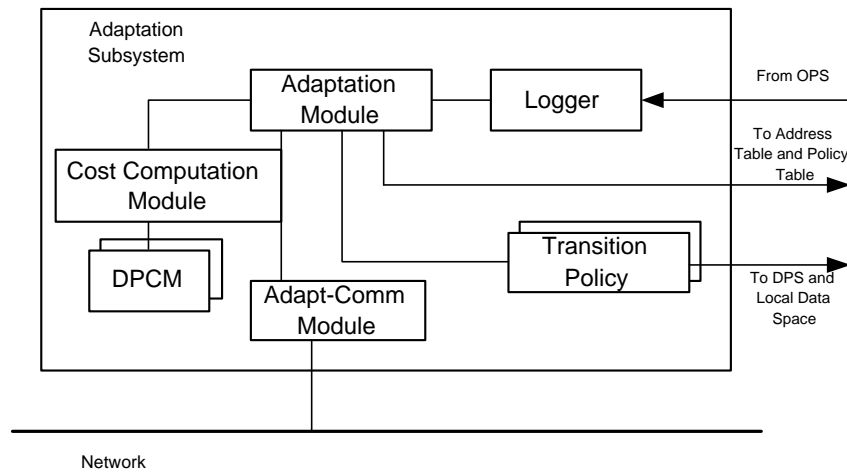 Adaptation
Subsystem
Adaptation
Module
Logger
From OPS
To Address
Table and Policy
Table
Cost Computation
Module
Transition
Policy
DPCM
Adapt-Comm
Module
To DPS and
Local Data
Space
Network